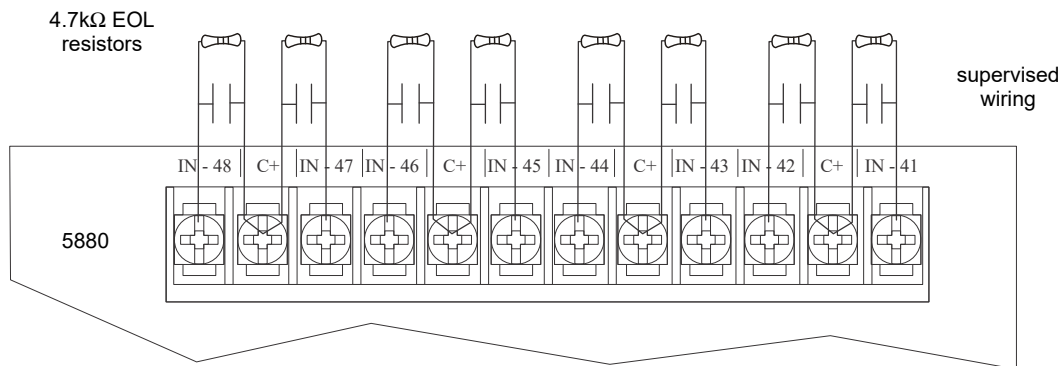 4.7kΩ EOL
resistors
supervised
wiring
IN - 48 C+ IN - 47 IN - 46 C+ IN - 45 IN - 44 C+ IN - 43 IN - 42 C+ IN - 41
5880